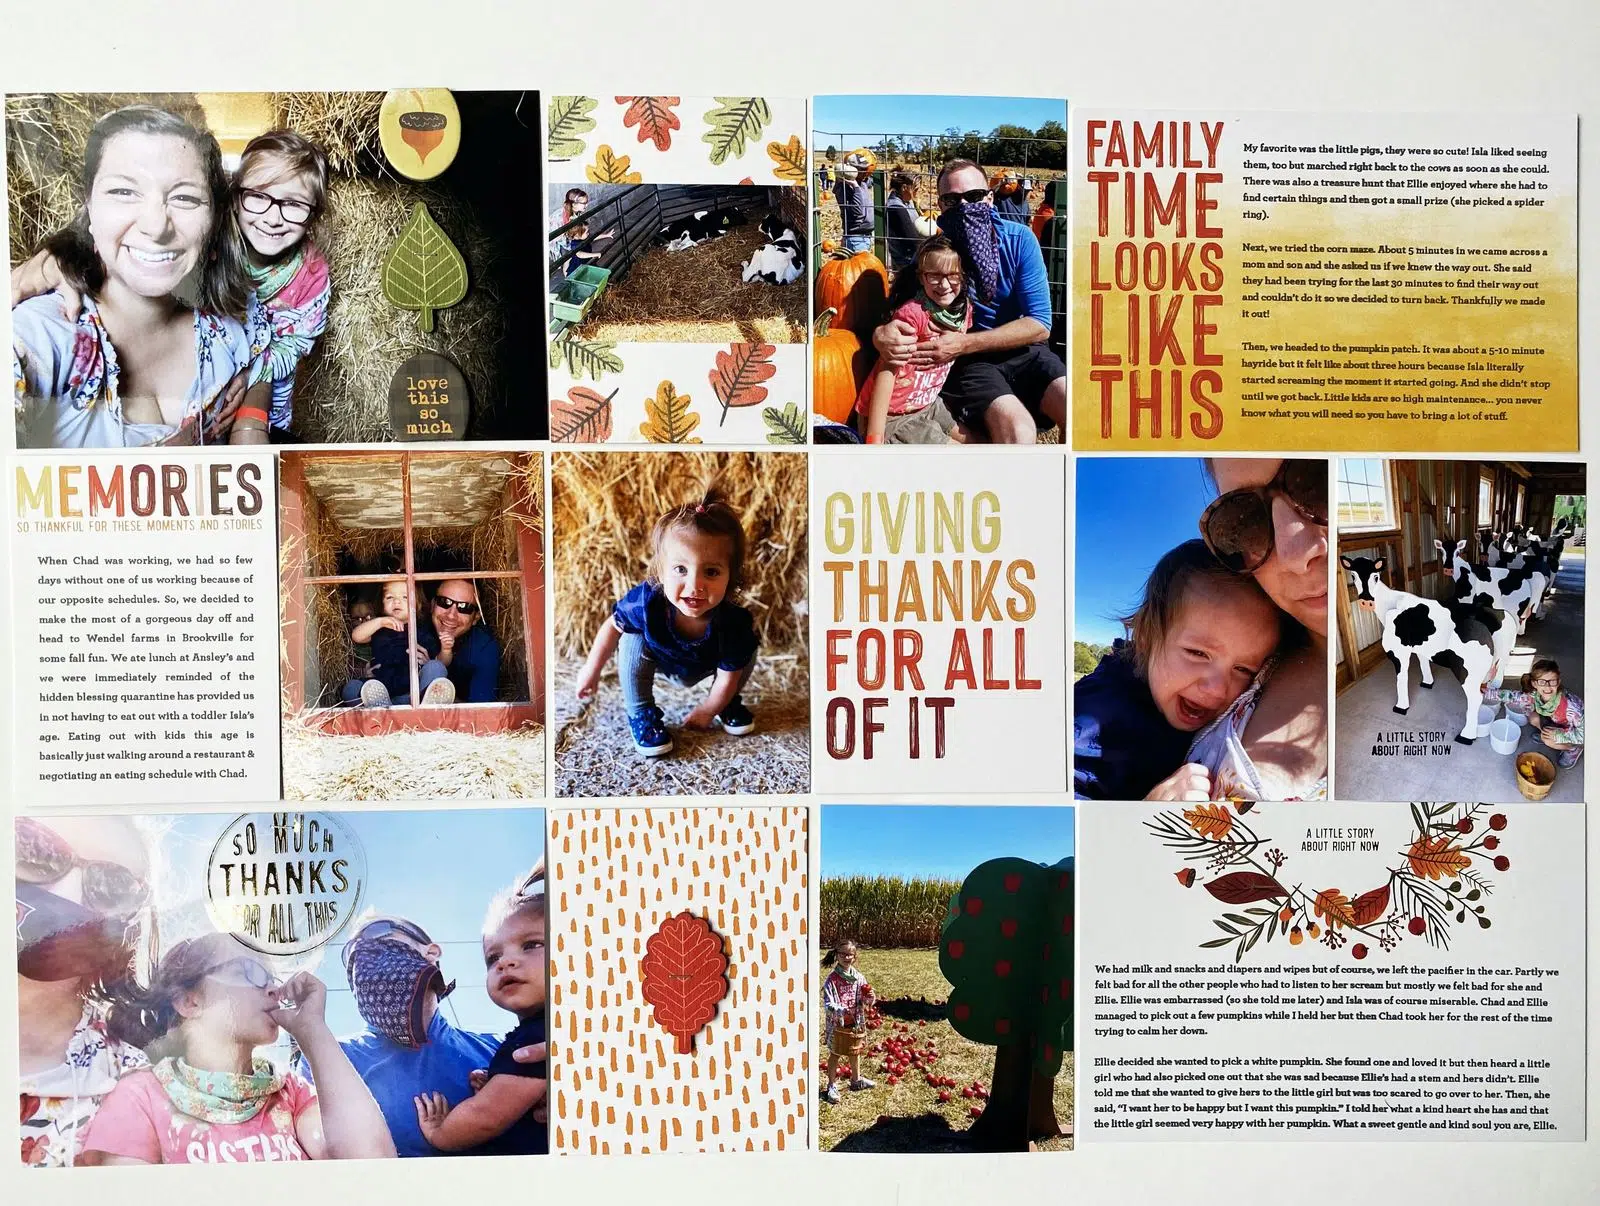 love
this
so
much
FAMILY
TIME
LOOKS
LIKE
THIS
My favorite was the little pigs, they were so cute! Isla liked seeing
them, too but marched right back to the cows as soon as she could.
There was also a treasure hunt that Ellie enjoyed where she had to
find certain things and then got a small prize (she picked a spider
ring).
Next, we tried the corn maze. About 5 minutes in we came across a
mom and son and she asked us if we knew the way out. She said
they had been trying for the last 30 minutes to find their way out
and couldn't do it so we decided to turn back. Thankfully we made
it out!
Then, we headed to the pumpkin patch. It was about a 5-10 minute
hayride but it felt like about three hours because Isla literally
started screaming the moment it started going. And she didn't stop
until we got back. Little kids are so high maintenance... you never
know what you will need so you have to bring a lot of stuff.
MEMORIES
SO THANKFUL FOR THESE MOMENTS AND STORIES
When Chad was working, we had so few
days without one of us working because of
our opposite schedules. So, we decided to
make the most of a gorgeous day off and
head to Wendel farms in Brookville for
some fall fun. We ate lunch at Ansley's and
we were immediately reminded of the
hidden blessing quarantine has provided us
in not having to eat out with a toddler Isla's
age. Eating out with kids this age is
basically just walking around a restaurant &
negotiating an eating schedule with Chad.
GIVING
THANKS
FOR ALL
OF IT
A LITTLE STORY
ABOUT RIGHT NOW
SO MUCH
THANKS
FOR ALL THIS
SISTERS
A LITTLE STORY
ABOUT RIGHT NOW
We had milk and snacks and diapers and wipes but of course, we left the pacifier in the car. Partly we
felt bad for all the other people who had to listen to her scream but mostly we felt bad for she and
Ellie. Ellie was embarrassed (so she told me later) and Isla was of course miserable. Chad and Ellie
managed to pick out a few pumpkins while I held her but then Chad took her for the rest of the time
trying to calm her down.
Ellie decided she wanted to pick a white pumpkin. She found one and loved it but then heard a little
girl who had also picked one out that she was sad because Ellie's had a stem and hers didn't. Ellie
told me that she wanted to give hers to the little girl but was too scared to go over to her. Then, she
said, "I want her to be happy but I want this pumpkin." I told her what a kind heart she has and that
the little girl seemed very happy with her pumpkin. What a sweet gentle and kind soul you are, Ellie.